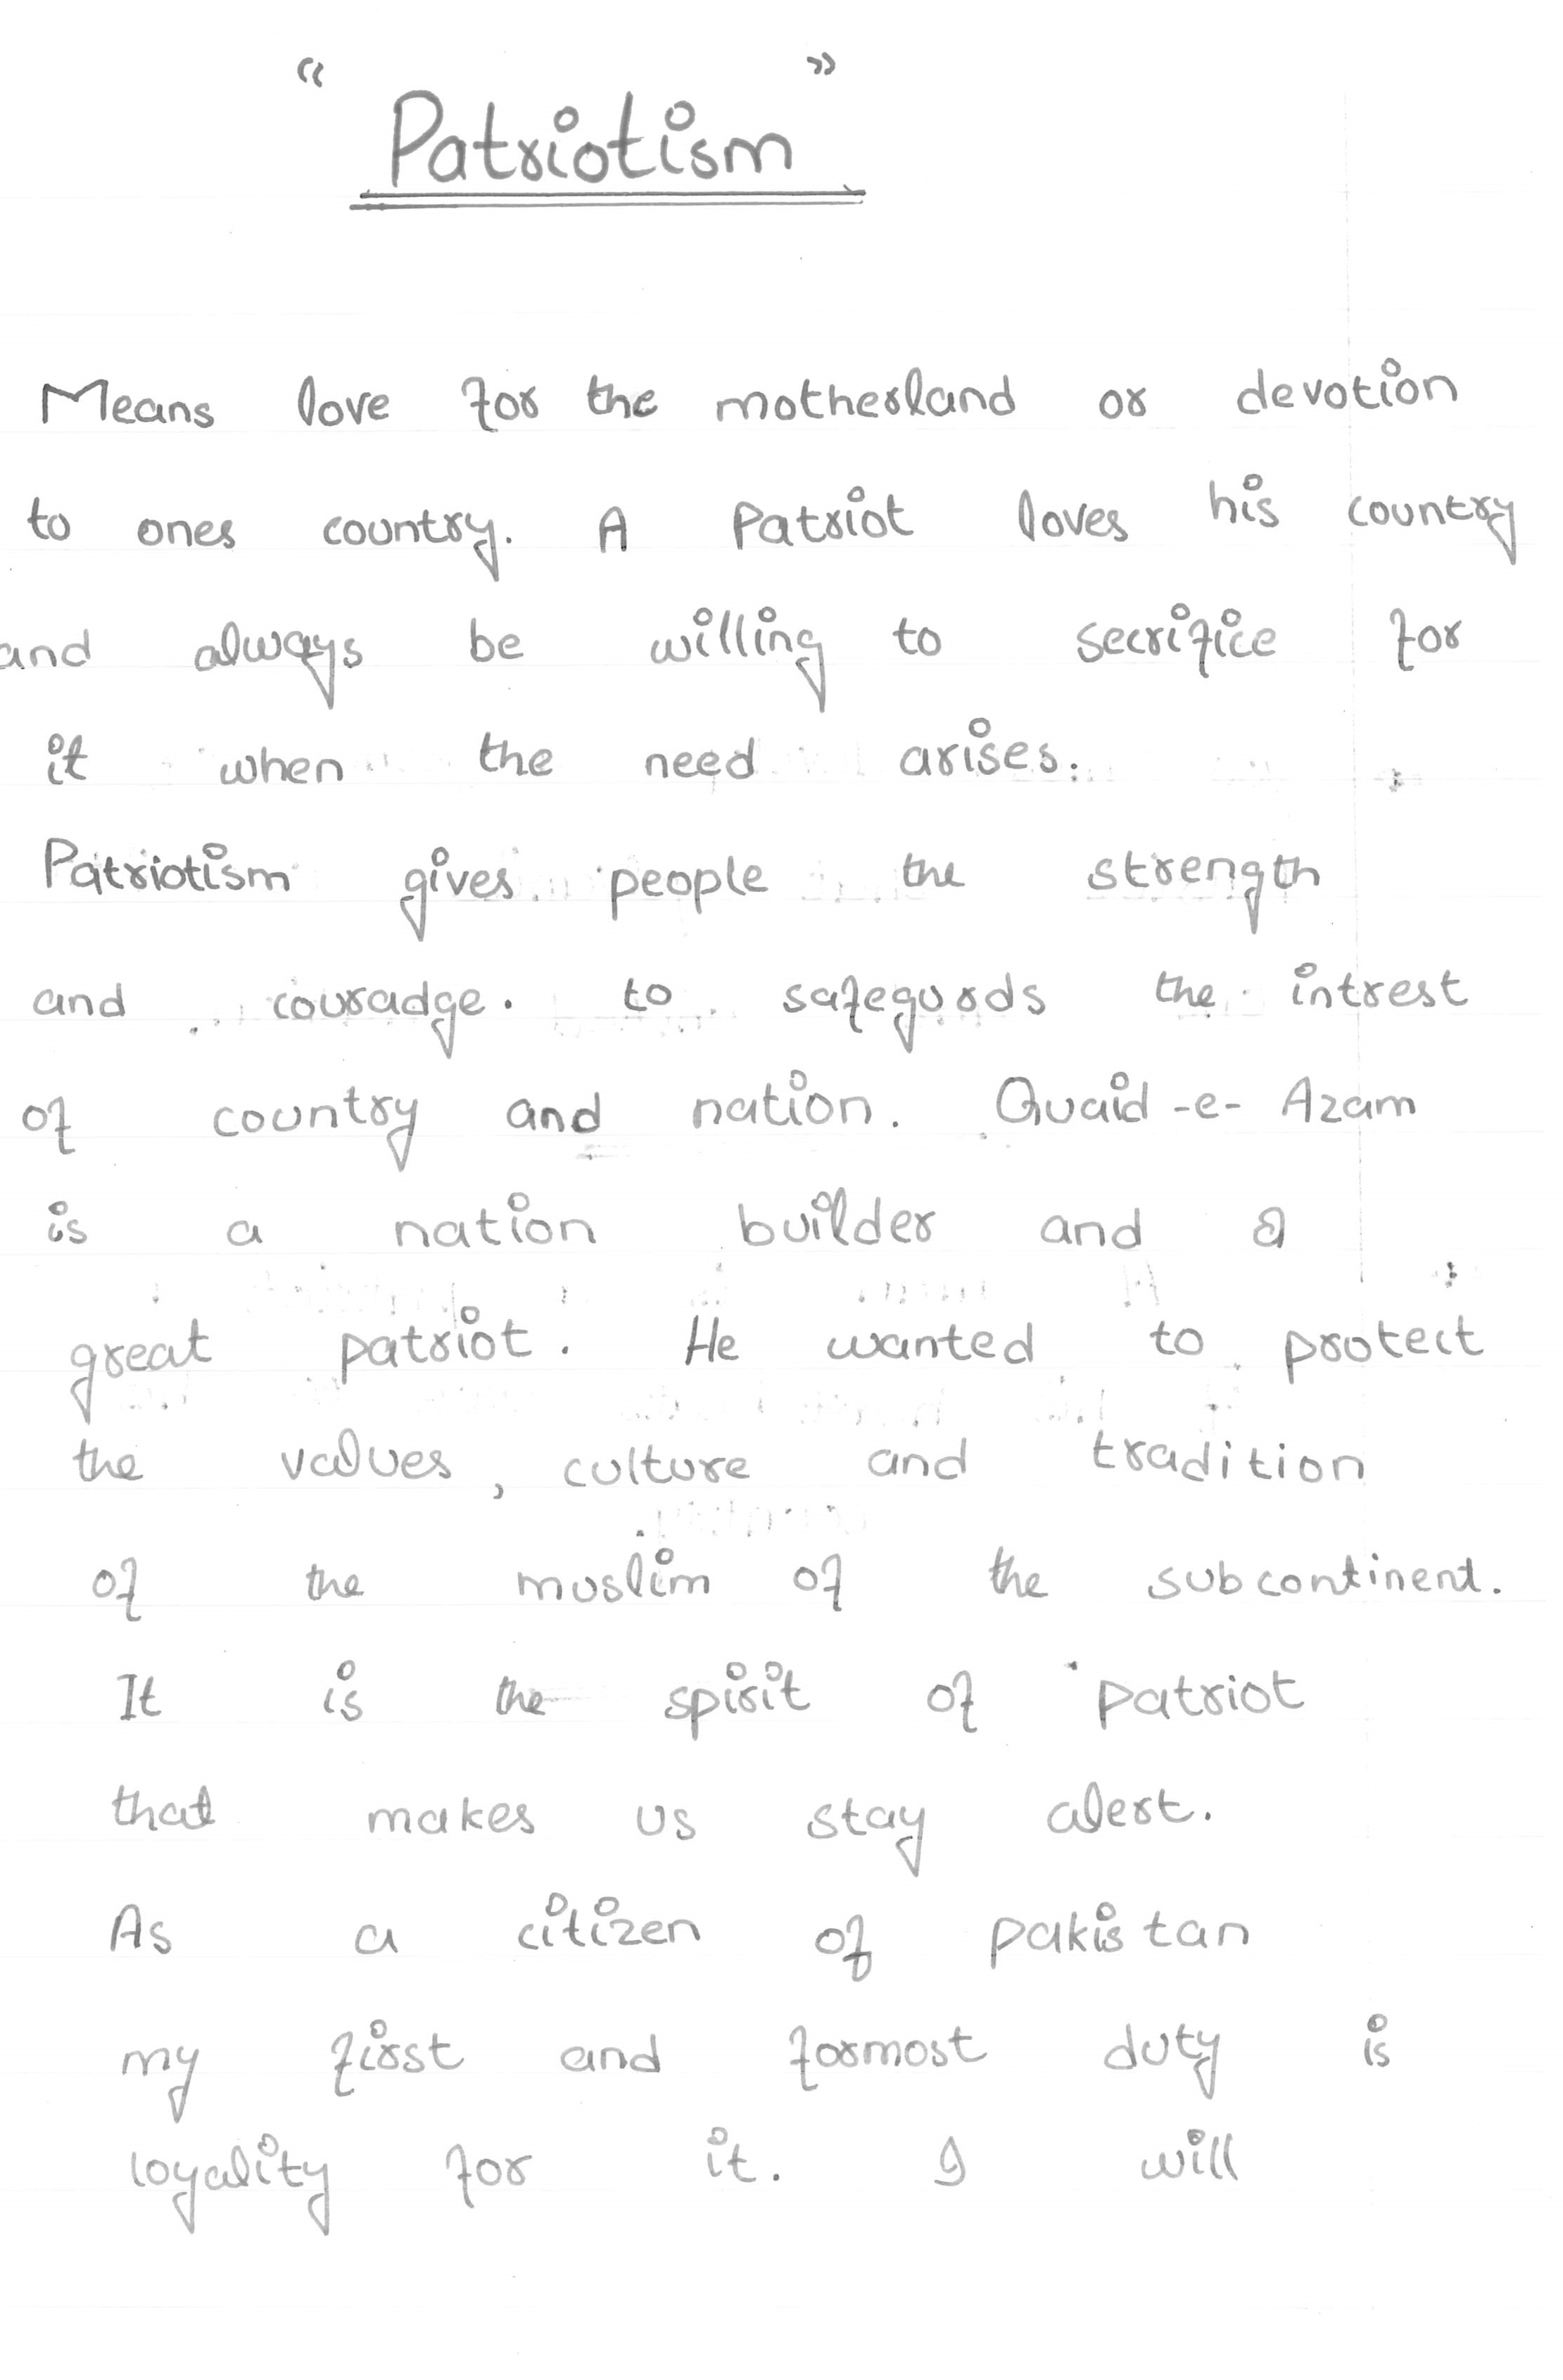 “ Patriotism ”
Means love for the motherland or devotion
to ones country. A Patriot loves his country
and always be willing to secrifice for
it when the need arises.
Patriotism gives people the strength
and couradge. to safegurds the intrest
of country and nation. Quaid -e- Azam
is a nation builder and a
great patriot. He wanted to protect
the values, culture and tradition
of the muslim of the subcontinent.
It is the spirit of patriot
that makes us stay alert.
As a citizen of pakistan
my first and formost duty is
loyality for it. I will